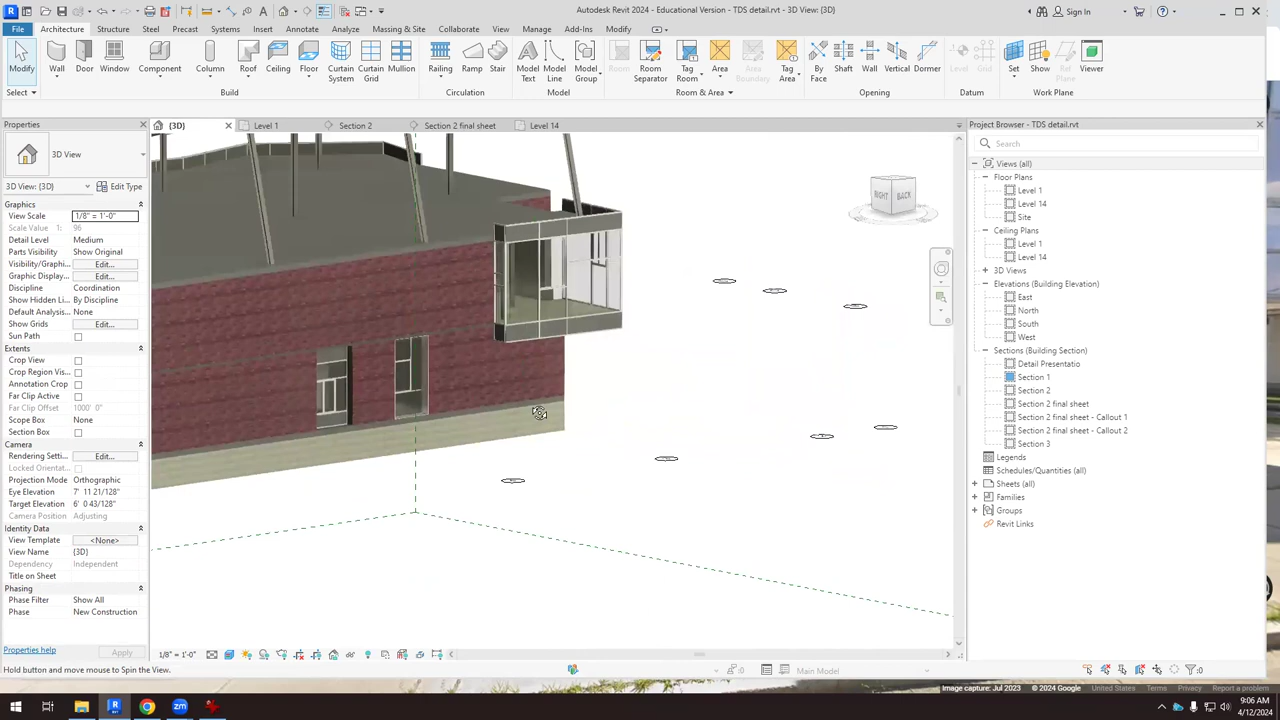 Autodesk Revit 2024 - Educational Version - TDS detail.rvt - 3D View: {3D}
Sign In
File Architecture Structure Steel Precast Systems Insert Annotate Analyze Massing & Site Collaborate View Manage Add-Ins Modify
Modify Wall Door Window Component Column Roof Ceiling Floor Curtain System Curtain Grid Mullion Railing Ramp Stair Model Text Model Line Model Group Room Room Separator Tag Room Area Area Boundary Tag Area By Face Shaft Wall Vertical Dormer Level Grid Set Show Ref Plane Viewer
Select Build Circulation Model Room & Area Opening Datum Work Plane
Properties
{3D} Level 1 Section 2 Section 2 final sheet Level 14
3D View
3D View: {3D} Edit Type
Graphics
View Scale 1/8" = 1'-0"
Scale Value 1: 96
Detail Level Medium
Parts Visibility Show Original
Visibility/Graphi... Edit...
Graphic Display... Edit...
Discipline Coordination
Show Hidden Li... By Discipline
Default Analysis... None
Show Grids Edit...
Sun Path
Extents
Crop View
Crop Region Vis...
Annotation Crop
Far Clip Active
Far Clip Offset 1000' 0"
Scope Box None
Section Box
Camera
Rendering Setti... Edit...
Locked Orientat...
Projection Mode Orthographic
Eye Elevation 7' 11 21/128"
Target Elevation 6' 0 43/128"
Camera Position Adjusting
Identity Data
View Template <None>
View Name {3D}
Dependency Independent
Title on Sheet
Phasing
Phase Filter Show All
Phase New Construction
Properties help Apply
RIGHT BACK
Project Browser - TDS detail.rvt
Search
Views (all)
Floor Plans
Level 1
Level 14
Site
Ceiling Plans
Level 1
Level 14
3D Views
Elevations (Building Elevation)
East
North
South
West
Sections (Building Section)
Detail Presentatio
Section 1
Section 2
Section 2 final sheet
Section 2 final sheet - Callout 1
Section 2 final sheet - Callout 2
Section 3
Legends
Schedules/Quantities (all)
Sheets (all)
Families
Groups
Revit Links
1/8" = 1'-0"
Hold button and move mouse to Spin the View.
:0 Main Model :0
Image capture: Jul 2023 © 2024 Google United States Terms Privacy Report a problem
9:06 AM
4/12/2024